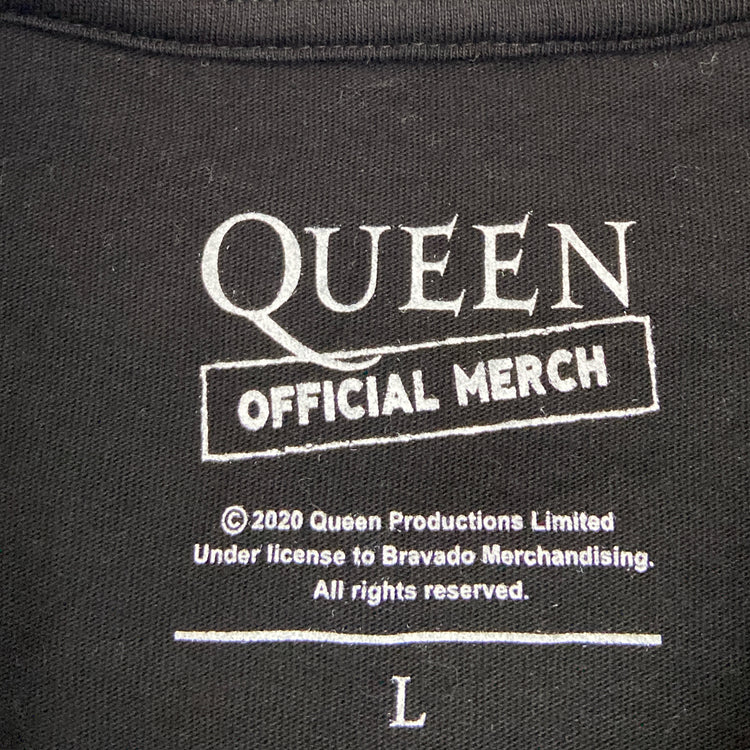 QUEEN
OFFICIAL MERCH
© 2020 Queen Productions Limited
Under license to Bravado Merchandising.
All rights reserved.
L